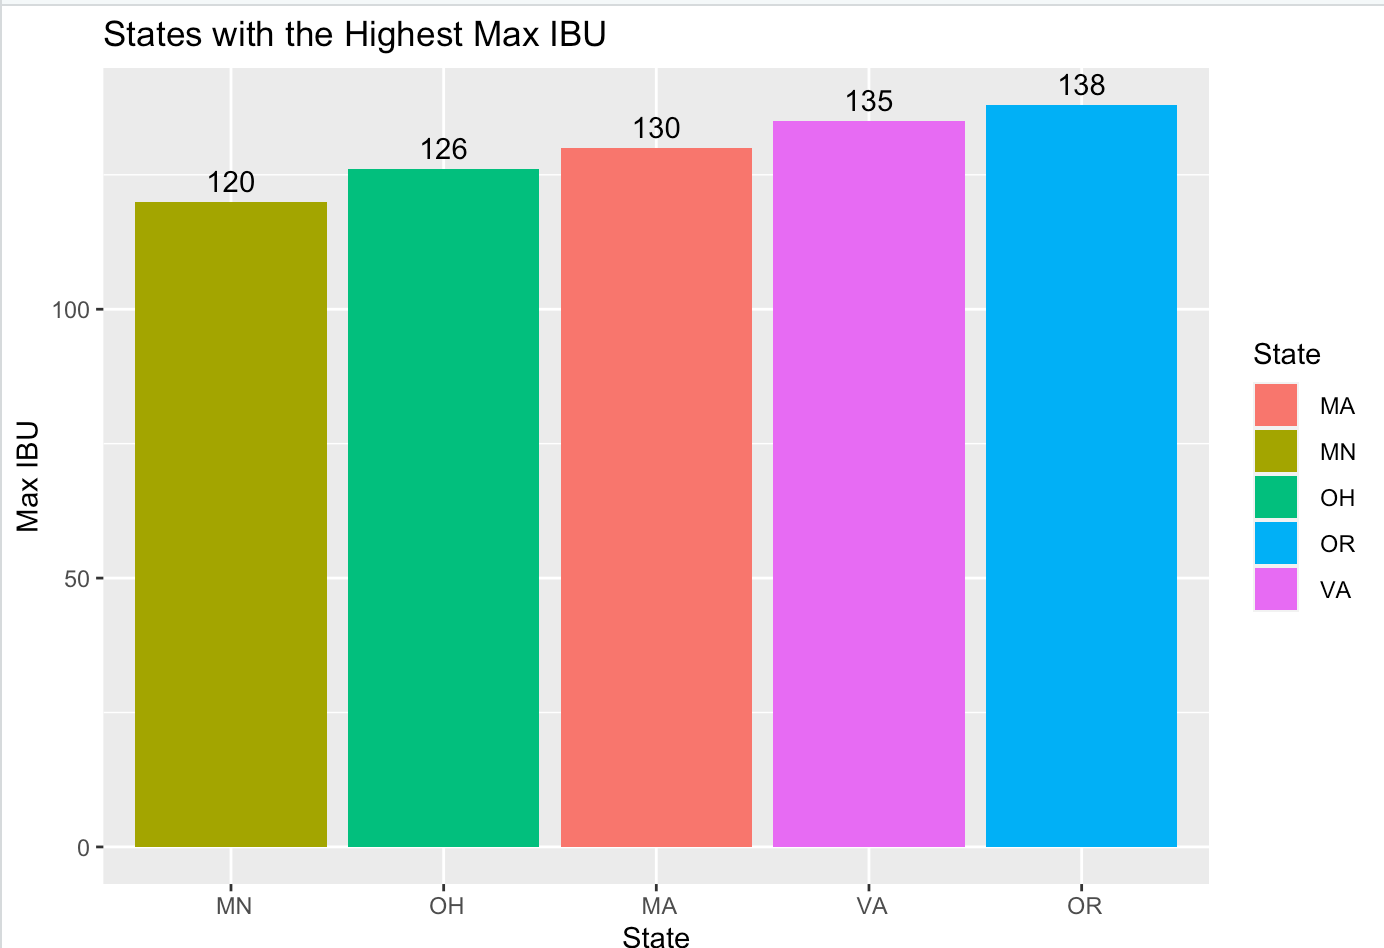 States with the Highest Max IBU
120
126
130
135
138
Max IBU
100
50
0
MN
OH
MA
VA
OR
State
State
MA
MN
OH
OR
VA